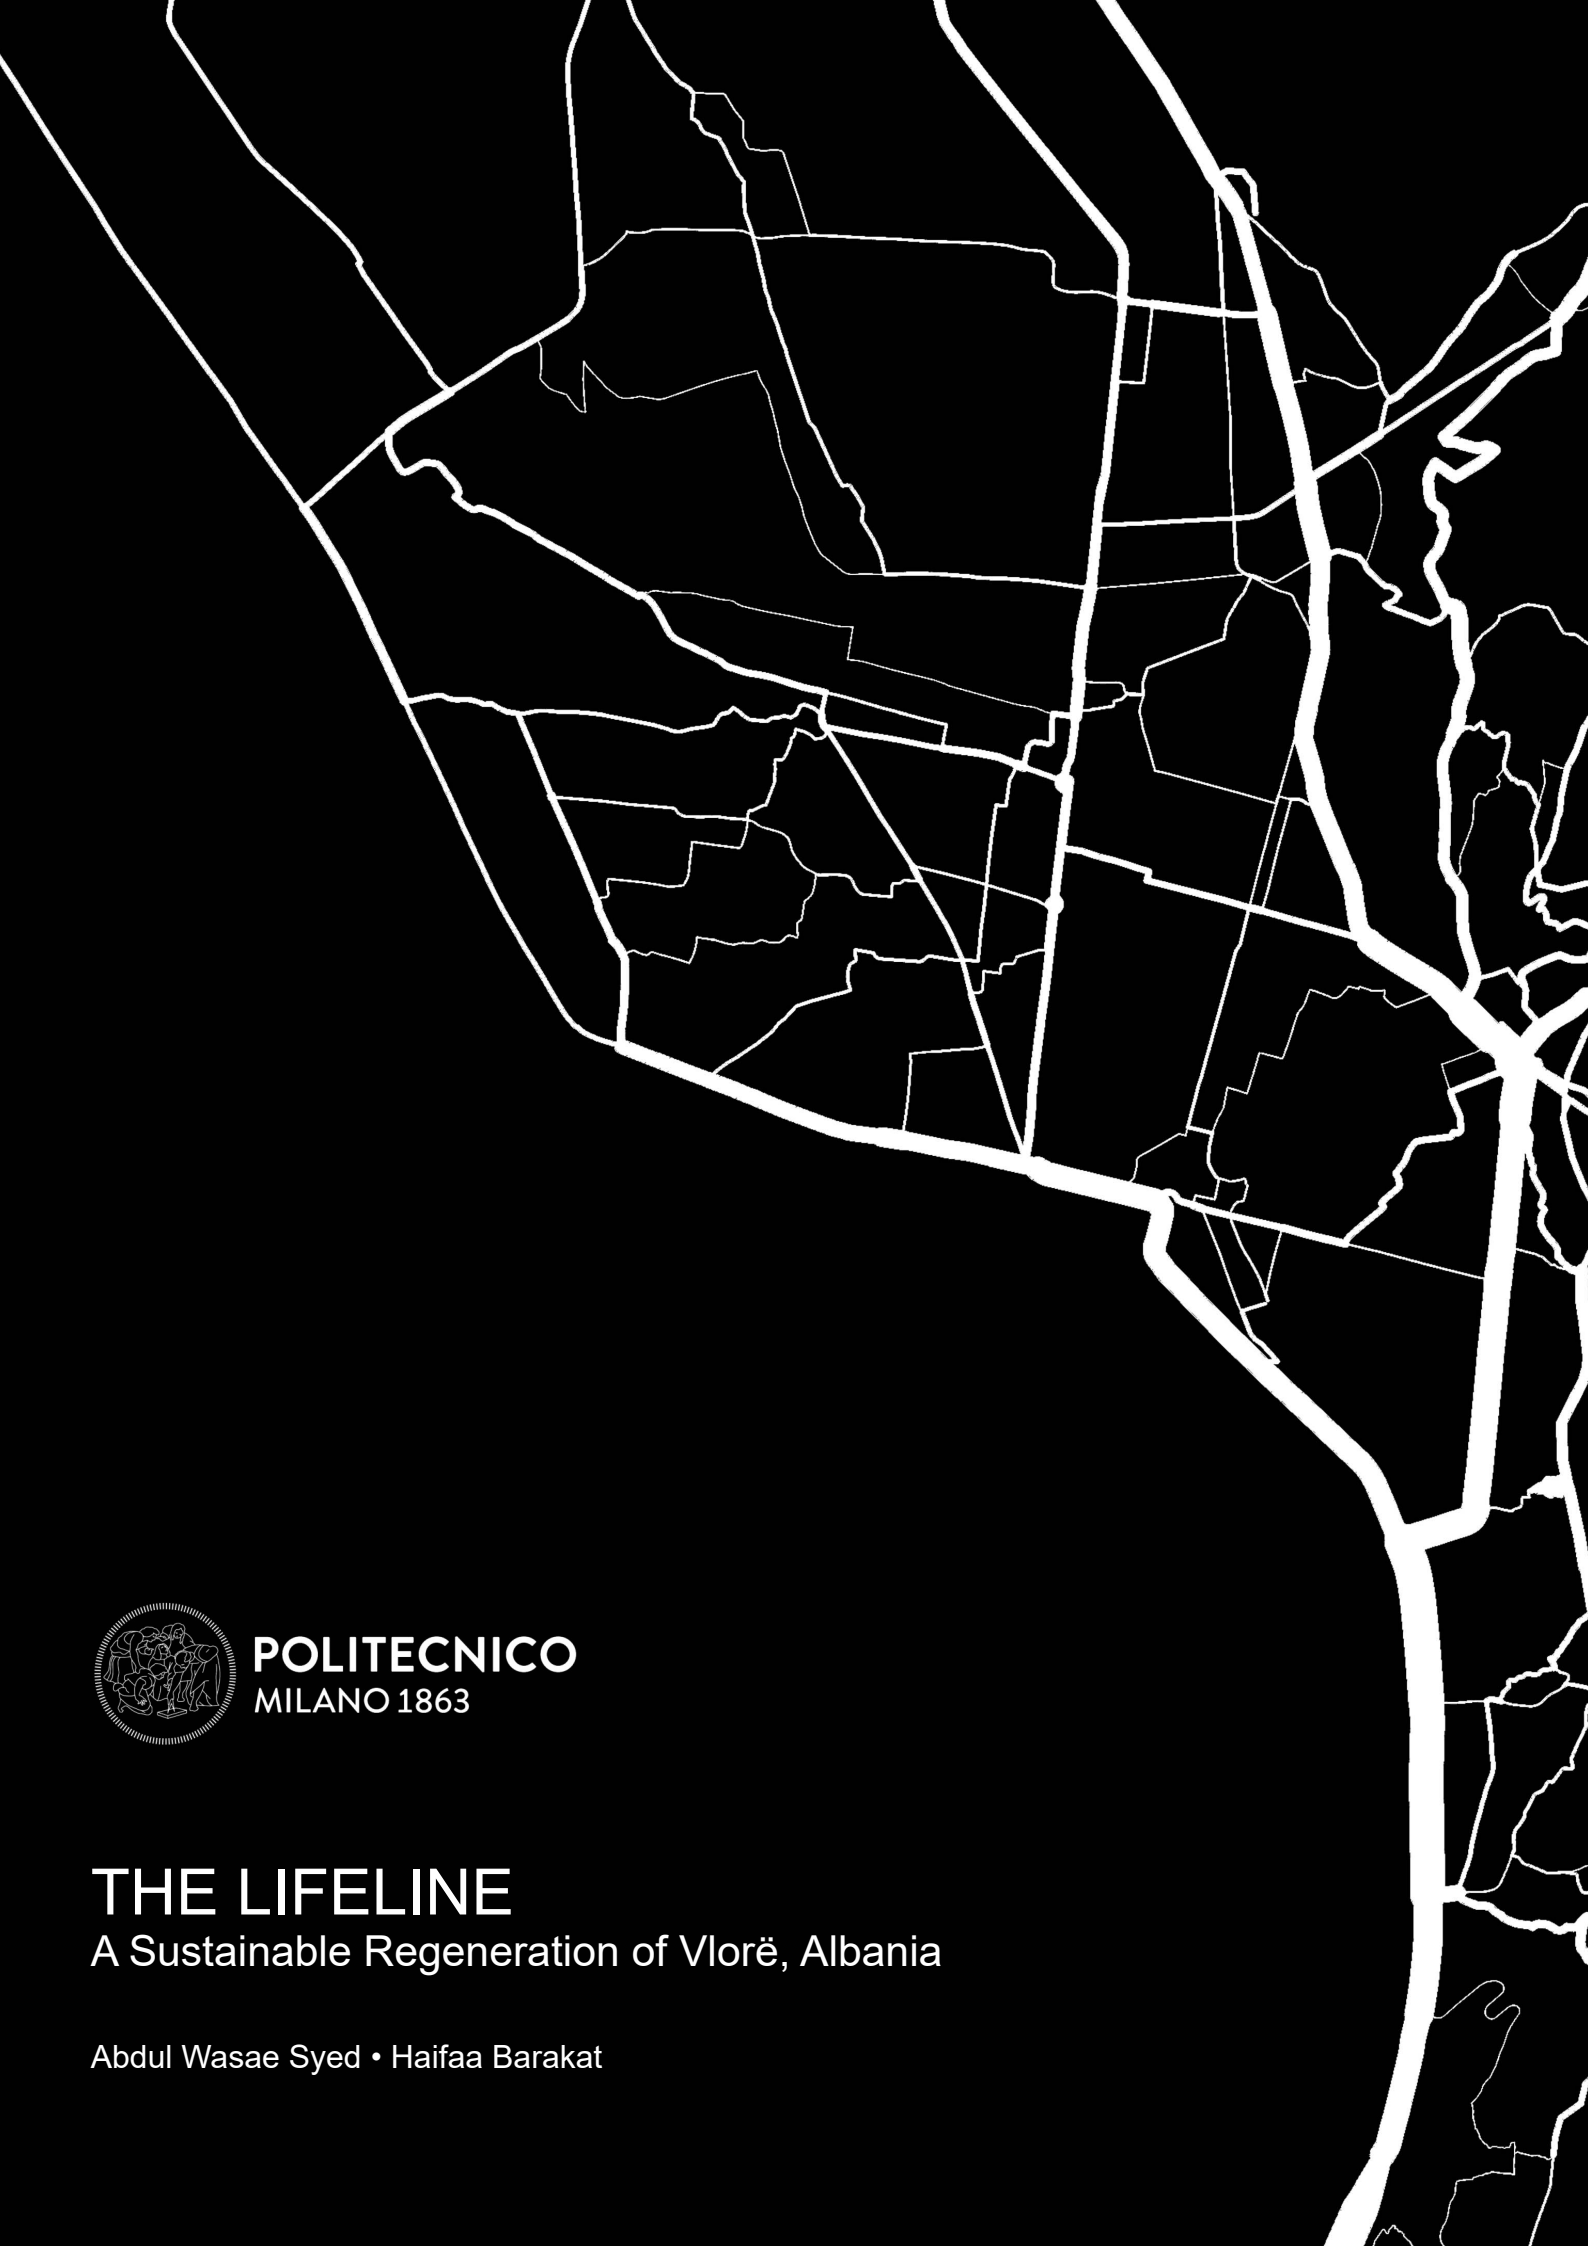 POLITECNICO
MILANO 1863
THE LIFELINE
A Sustainable Regeneration of Vlorë, Albania
Abdul Wasae Syed • Haifaa Barakat